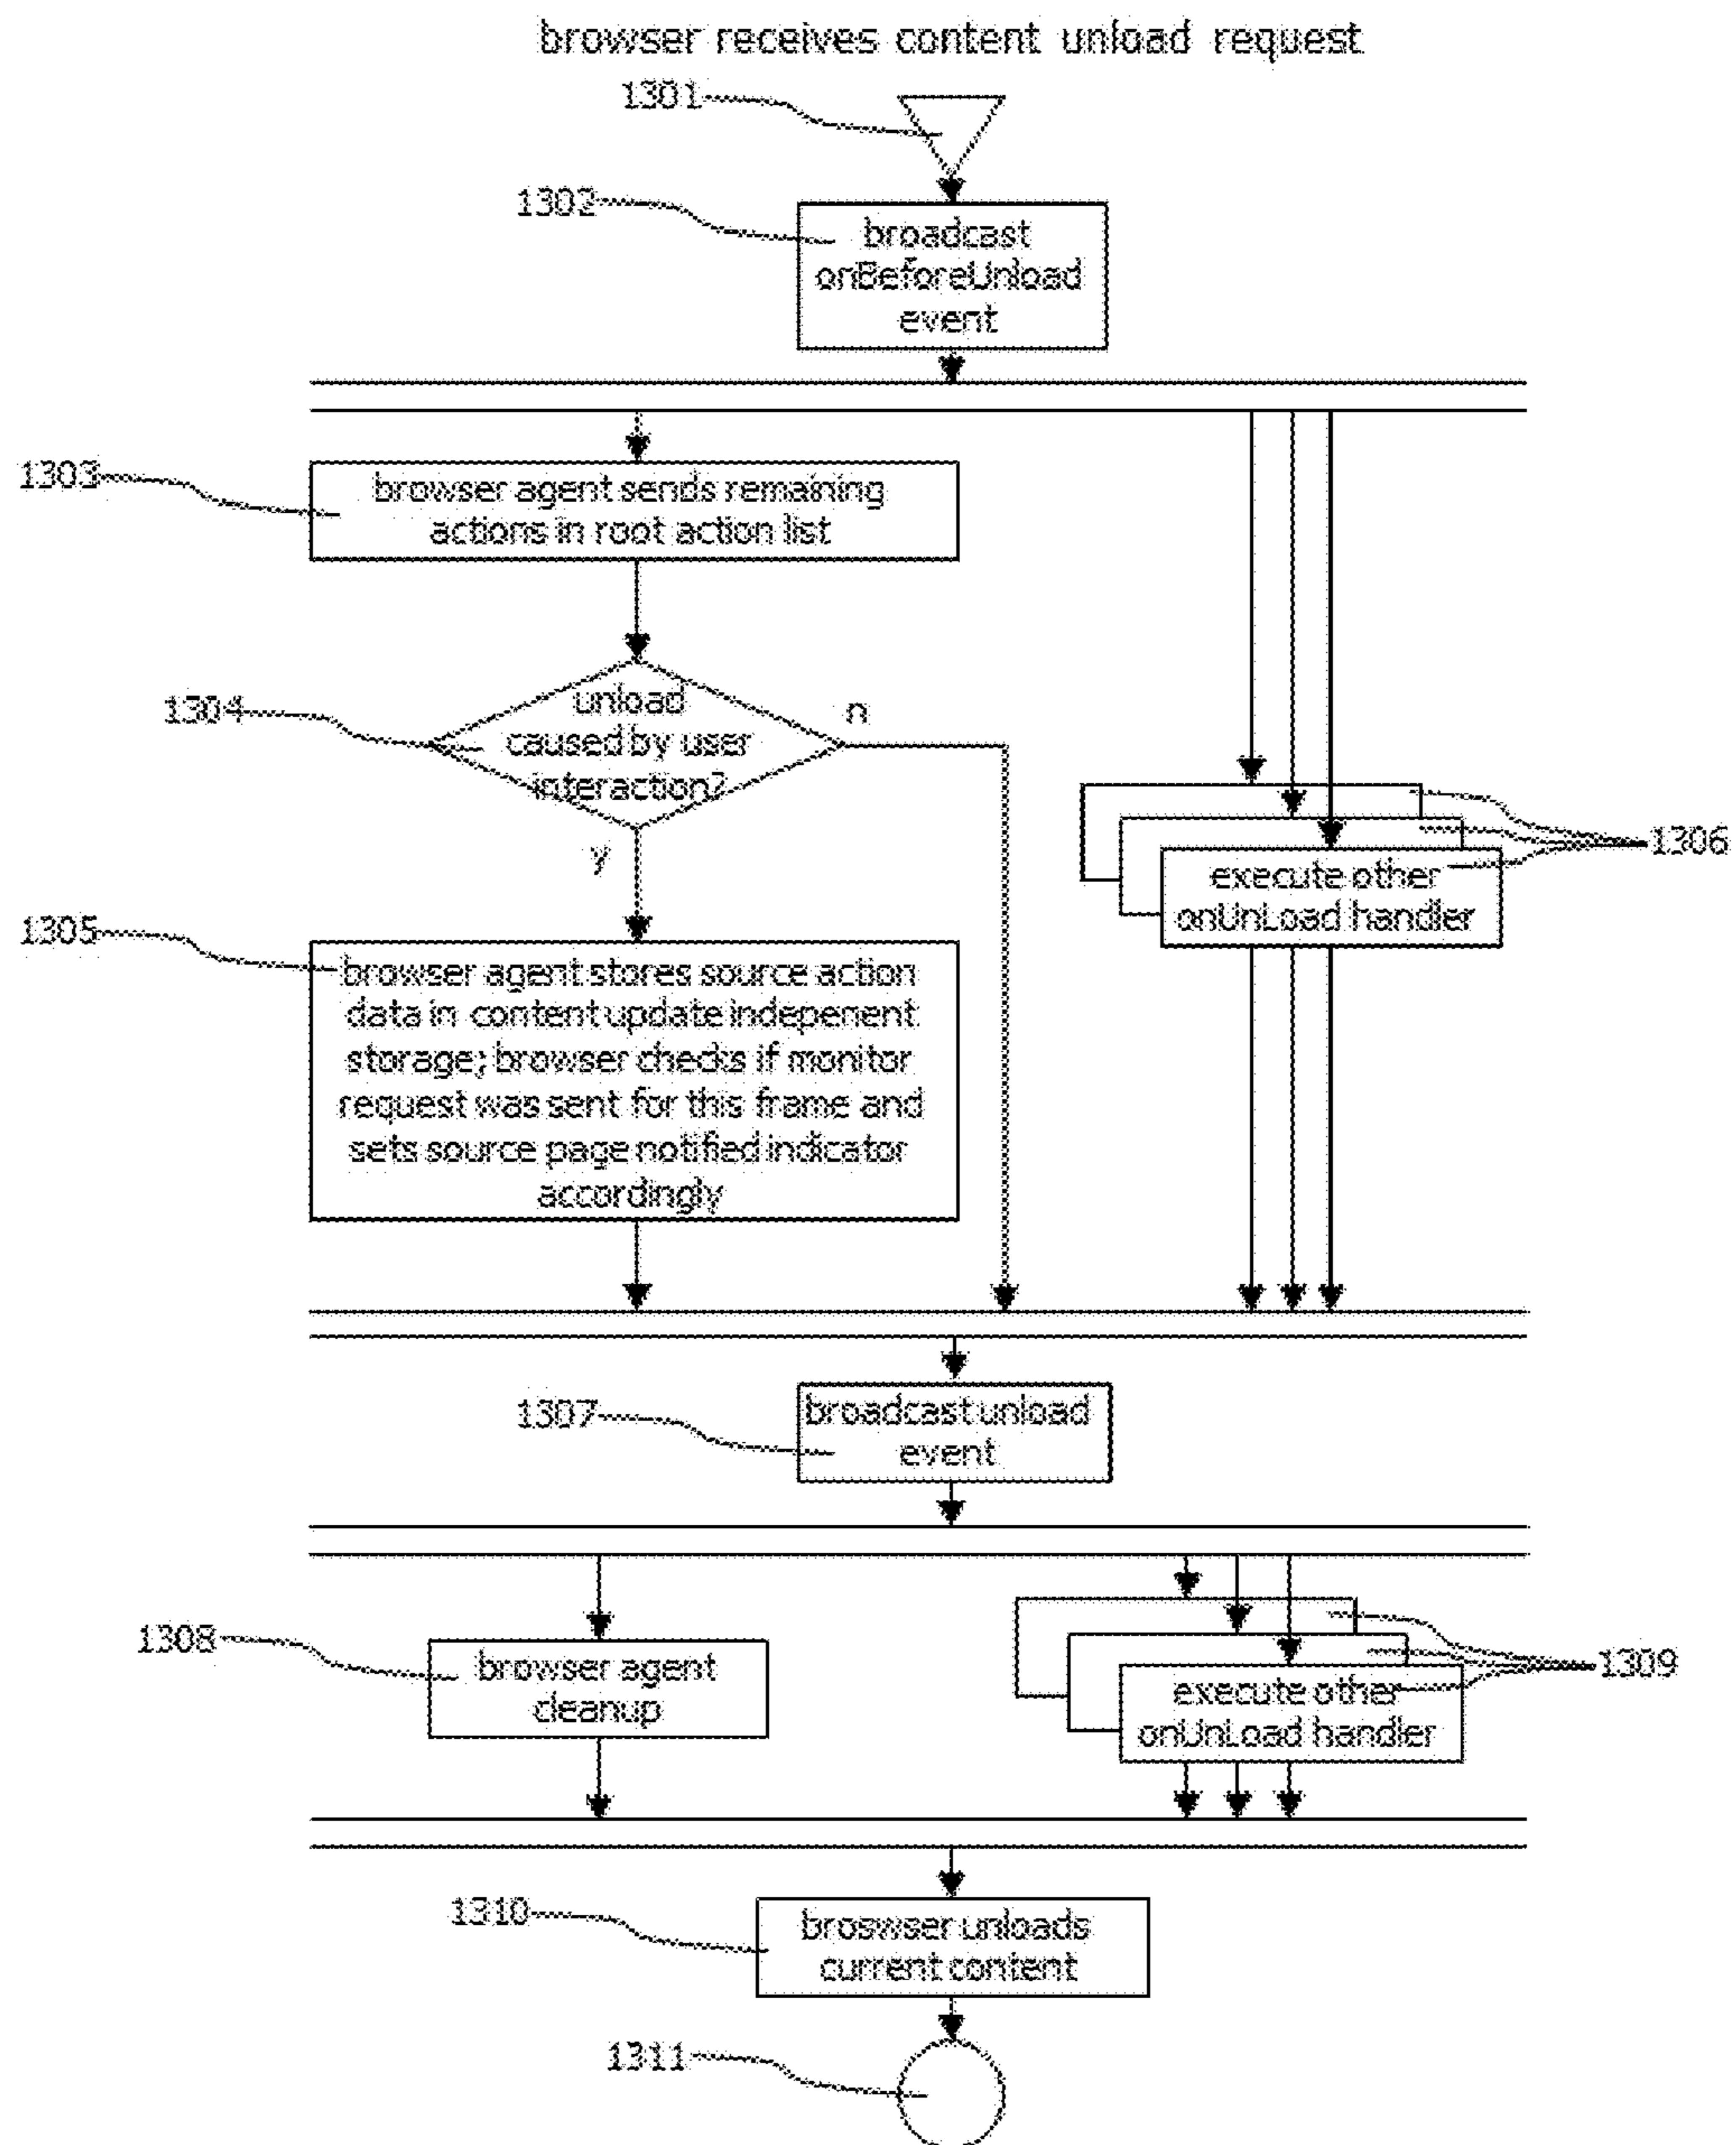 browser receives content unload request
1301
1302
broadcast
onBeforeUnload
event
1303
browser agent sends remaining
actions in root action list
1304
unload
caused by user
interaction?
n
y
1306
execute other
onUnLoad handler
1305
browser agent stores source action
data in content update indepenent
storage; browser checks if monitor
request was sent for this frame and
sets source page notified indicator
accordingly
1307
broadcast unload
event
1308
browser agent
cleanup
1309
execute other
onUnLoad handler
1310
broswser unloads
current content
1311